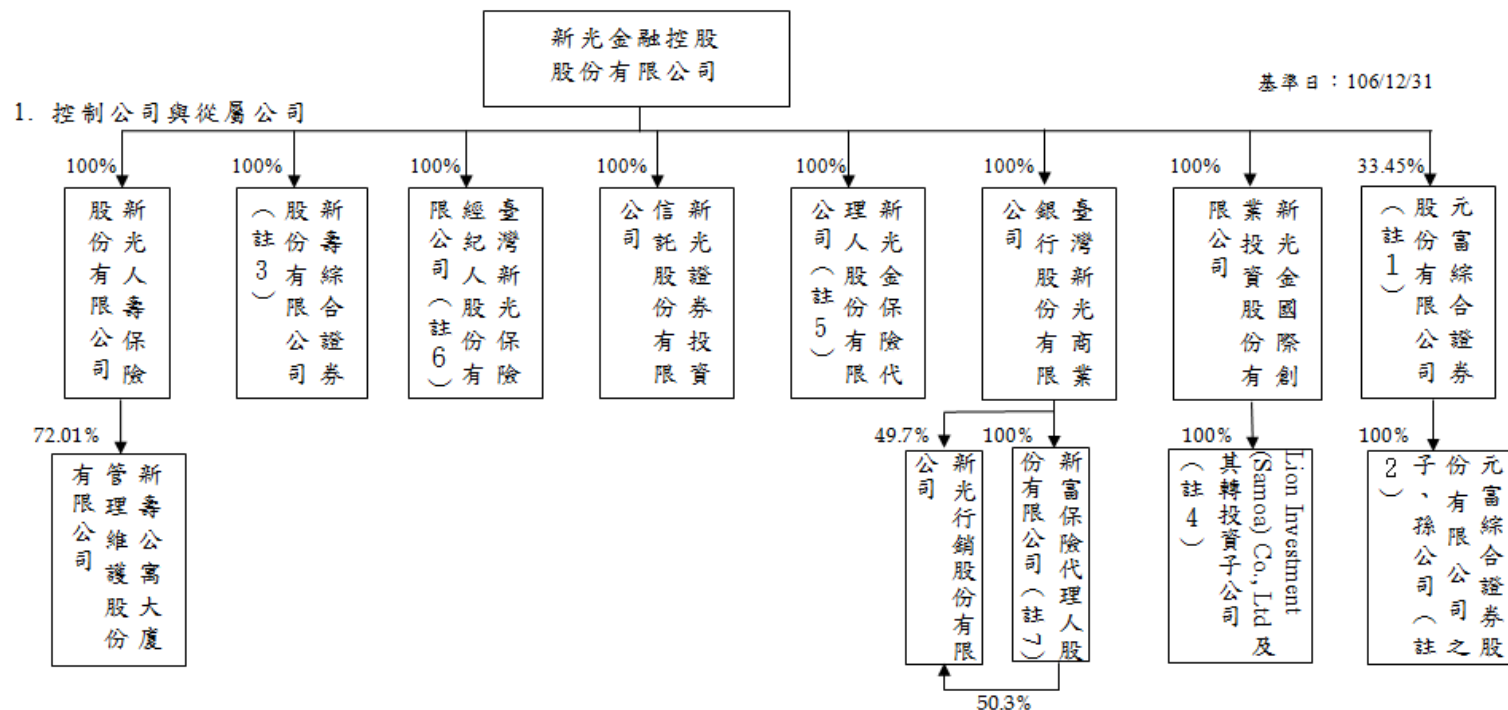 新光金融控股
股份有限公司
基準日：106/12/31
1. 控制公司與從屬公司
100%
100%
100%
100%
100%
100%
100%
33.45%
新光人壽保險
股份有限公司
新壽綜合證券
股份有限公司
（註3）
臺灣新光保險
經紀人股份有
限公司（註6）
新光證券投資
信託股份有限
公司
新光金保險代
理人股份有限
公司（註5）
臺灣新光商業
銀行股份有限
公司
新光金國際創
業投資股份有
限公司
元富綜合證券
股份有限公司
（註1）
72.01%
49.7%
100%
100%
100%
新壽公寓大廈
管理維護股份
有限公司
新光行銷股份有限
公司
新富保險代理人股
份有限公司（註7）
Lion Investment
(Samoa) Co., Ltd 及
其轉投資子公司
（註4）
元富綜合證券股
份有限公司之
子、孫公司（註
2）
50.3%